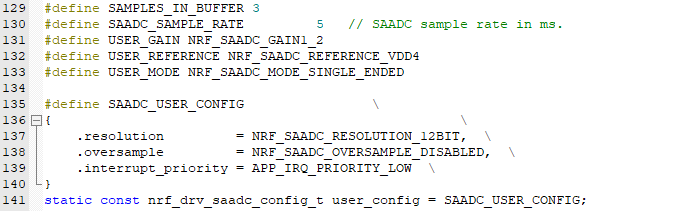 129 #define SAMPLES_IN_BUFFER 3
130 #define SAADC_SAMPLE_RATE         5   // SAADC sample rate in ms.
131 #define USER_GAIN NRF_SAADC_GAIN1_2
132 #define USER_REFERENCE NRF_SAADC_REFERENCE_VDD4
133 #define USER_MODE NRF_SAADC_MODE_SINGLE_ENDED
134
135 #define SAADC_USER_CONFIG                \
136 {                                                      \
137     .resolution         = NRF_SAADC_RESOLUTION_12BIT,  \
138     .oversample         = NRF_SAADC_OVERSAMPLE_DISABLED,  \
139     .interrupt_priority = APP_IRQ_PRIORITY_LOW  \
140 }
141 static const nrf_drv_saadc_config_t user_config = SAADC_USER_CONFIG;